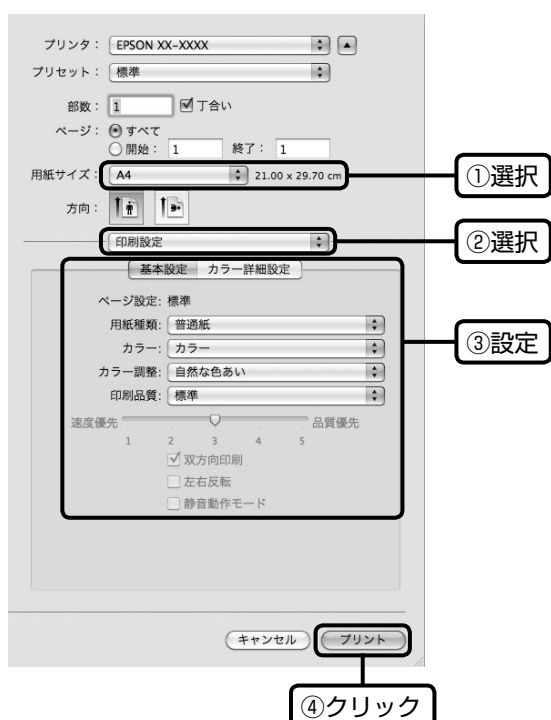 プリンタ： EPSON XX-XXXX
プリセット： 標準
部数： 1 丁合い
ページ： すべて
開始： 1 終了： 1
用紙サイズ： A4 21.00 x 29.70 cm
①選択
方向：
印刷設定
②選択
基本設定 カラー詳細設定
ページ設定: 標準
用紙種類: 普通紙
③設定
カラー: カラー
カラー調整: 自然な色あい
印刷品質: 標準
速度優先 品質優先
1 2 3 4 5
双方向印刷
左右反転
静音動作モード
キャンセル プリント
④クリック